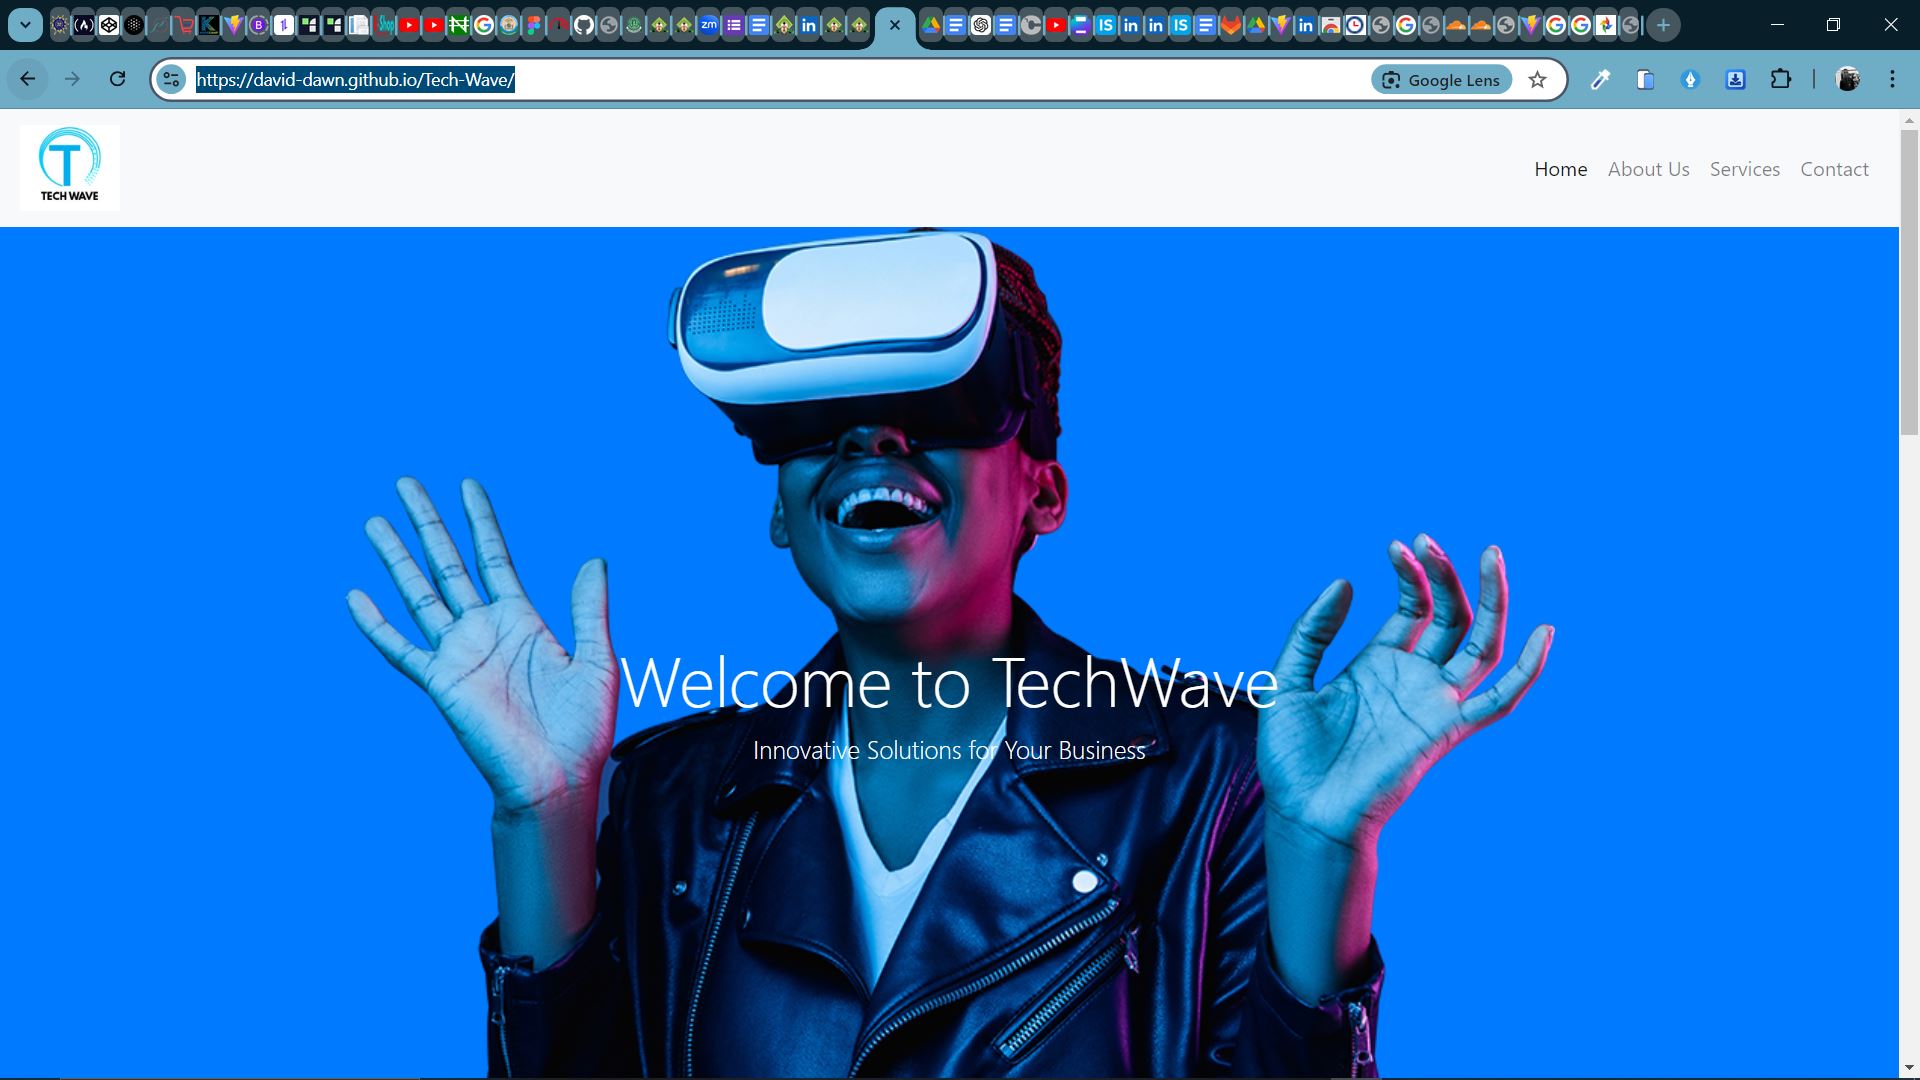 https://david-dawn.github.io/Tech-Wave/
Google Lens
T
TECH WAVE
Home About Us Services Contact
Welcome to TechWave
Innovative Solutions for Your Business